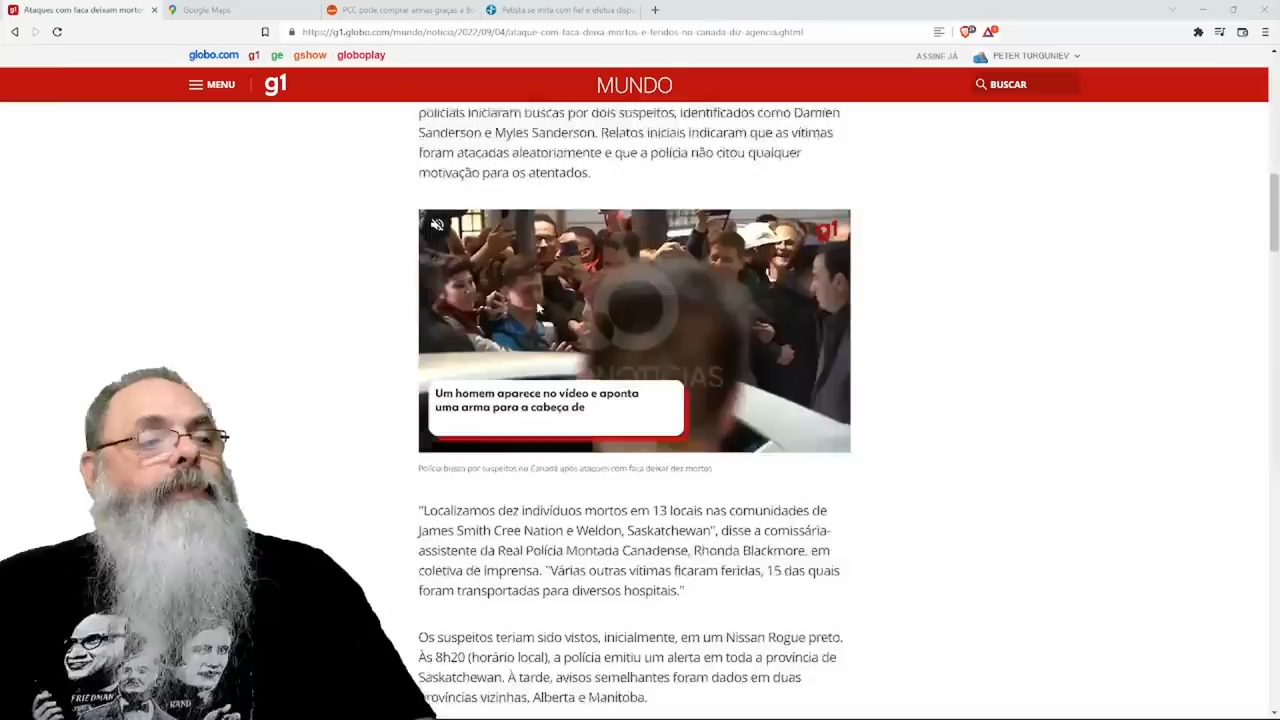 Ataques com faca deixam mortos
Google Maps
PCC pode comprar armas graças a Bo
Petista se irrita com fiel e efetua dispa
https://g1.globo.com/mundo/noticia/2022/09/04/ataque-com-faca-deixa-mortos-e-feridos-no-canada-diz-agencia.ghtml
globo.com g1 ge gshow globoplay
ASSINE JÁ PETER TURGUNIEV
MENU g1 MUNDO BUSCAR
policiais iniciaram buscas por dois suspeitos, identificados como Damien
Sanderson e Myles Sanderson. Relatos iniciais indicaram que as vítimas
foram atacadas aleatoriamente e que a polícia não citou qualquer
motivação para os atentados.
g1
NOTÍCIAS
Um homem aparece no vídeo e aponta
uma arma para a cabeça de
Polícia busca por suspeitos no Canadá após ataques com faca deixar dez mortos
"Localizamos dez indivíduos mortos em 13 locais nas comunidades de
James Smith Cree Nation e Weldon, Saskatchewan", disse a comissária-
assistente da Real Polícia Montada Canadense, Rhonda Blackmore, em
coletiva de imprensa. "Várias outras vítimas ficaram feridas, 15 das quais
foram transportadas para diversos hospitais."
Os suspeitos teriam sido vistos, inicialmente, em um Nissan Rogue preto.
Às 8h20 (horário local), a polícia emitiu um alerta em toda a província de
Saskatchewan. À tarde, avisos semelhantes foram dados em duas
províncias vizinhas, Alberta e Manitoba.
FRIEDMAN
RAND